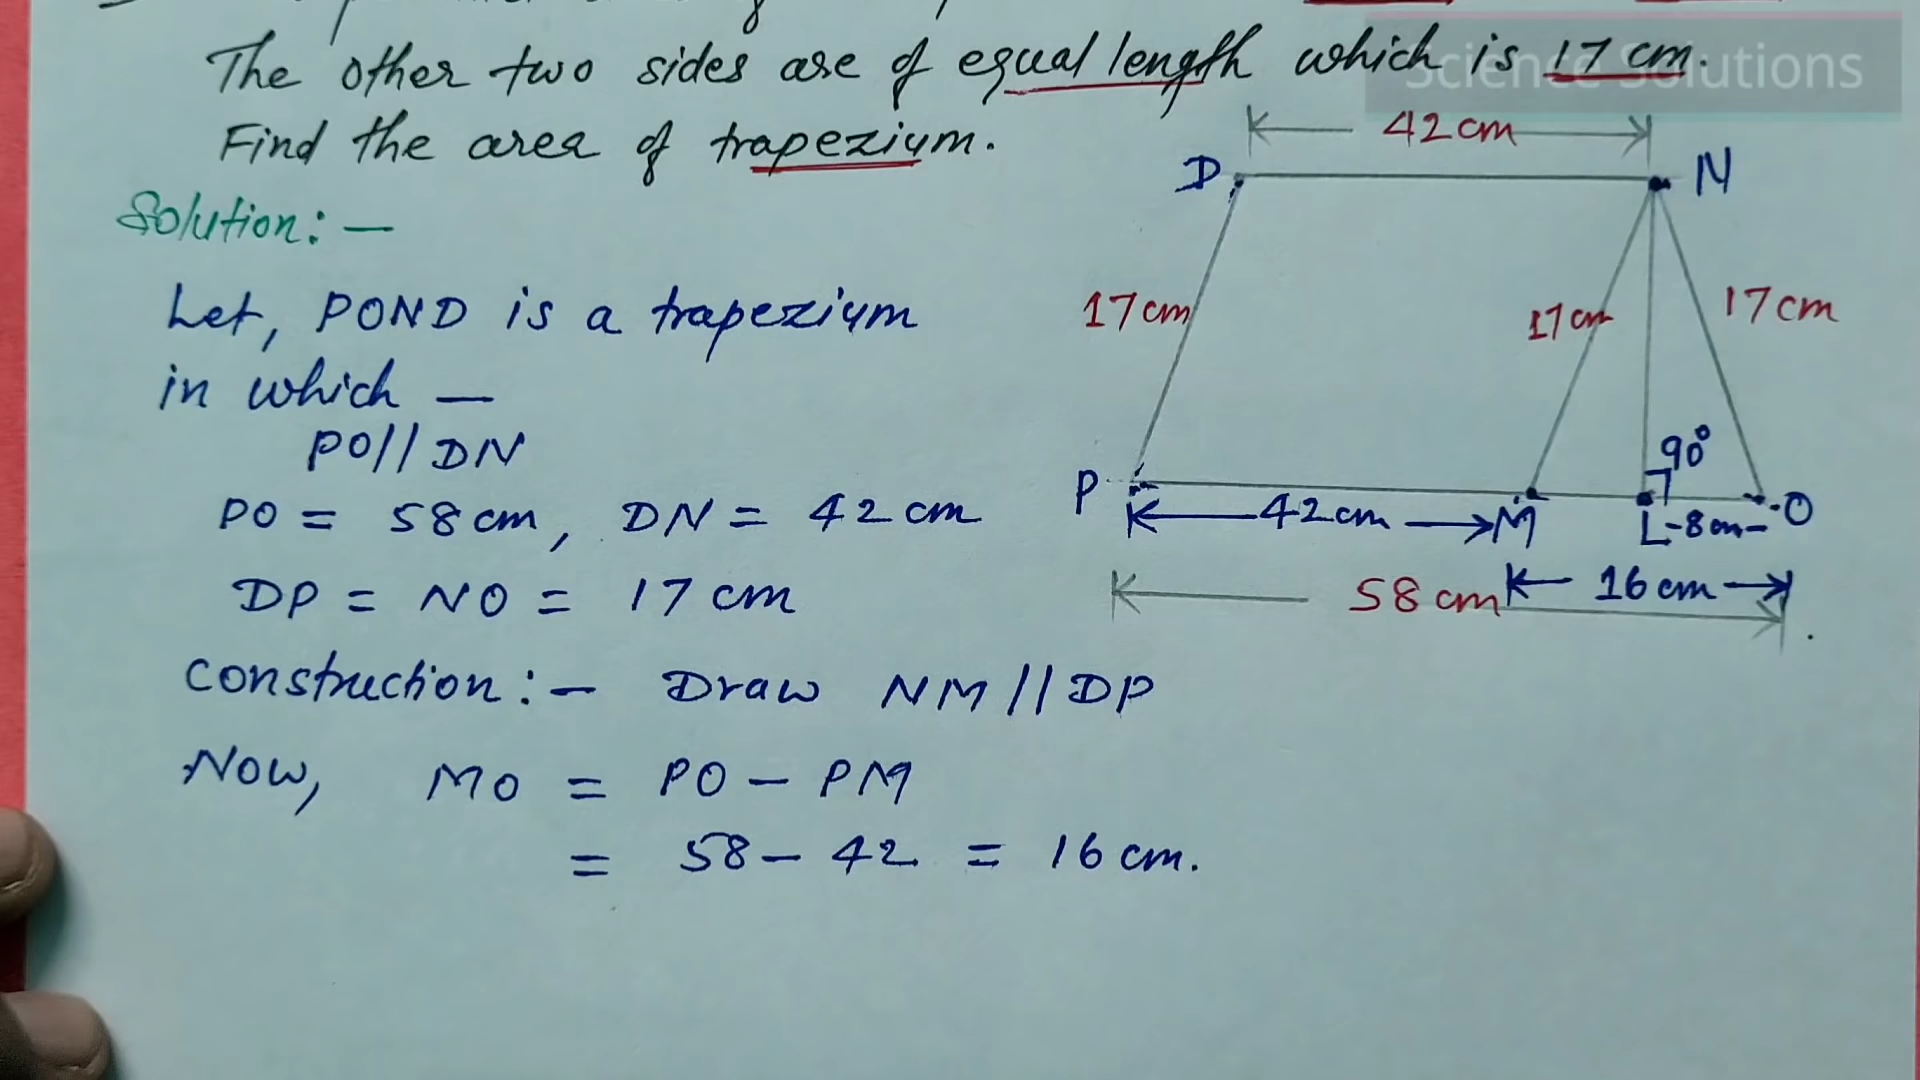 The other two sides are of equal length which is 17 cm.
Find the area of trapezium.
Science Solutions
Solution:—
Let, POND is a trapezium
in which —
PO//DN
PO = 58 cm, DN = 42 cm
DP = NO = 17 cm
Construction:— Draw NM//DP
Now, MO = PO — PM
= 58 — 42 = 16 cm.
42 cm
D N
17 cm 17 cm 17 cm
90°
P M L O
42 cm 8 cm
58 cm 16 cm